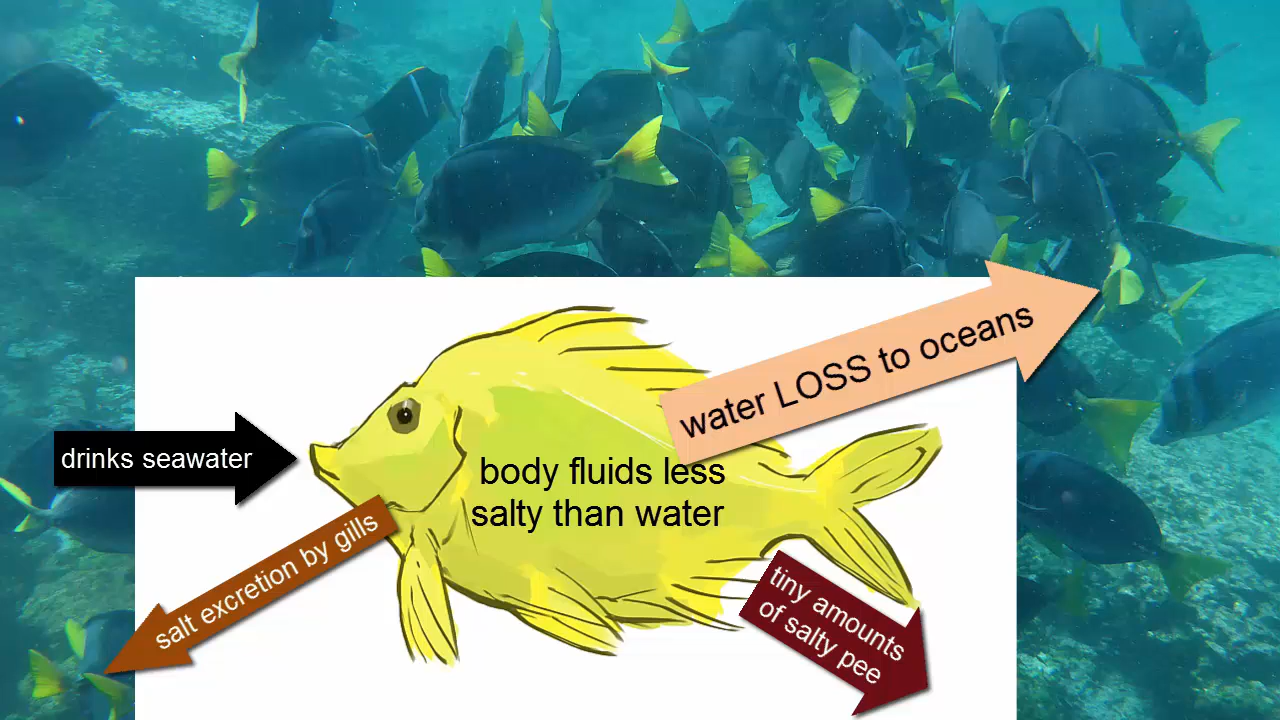 water LOSS to oceans
drinks seawater
body fluids less
salty than water
salt excretion by gills
tiny amounts
of salty pee